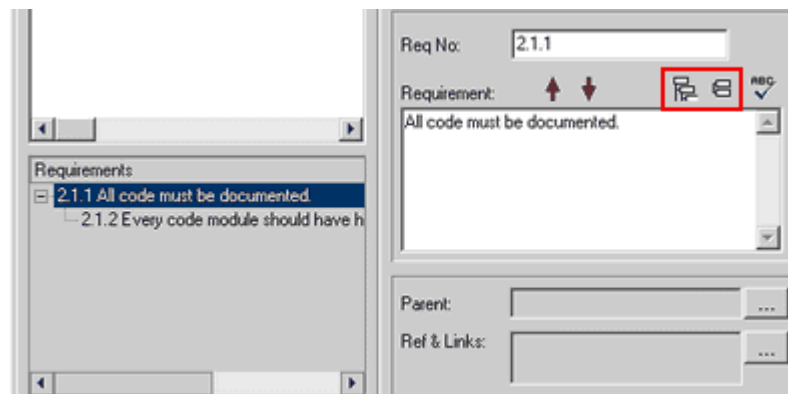 Req No:
2.1.1
Requirement:
ABC
All code must be documented.
Requirements
2.1.1 All code must be documented.
2.1.2 Every code module should have h
Parent:
...
Ref & Links:
...